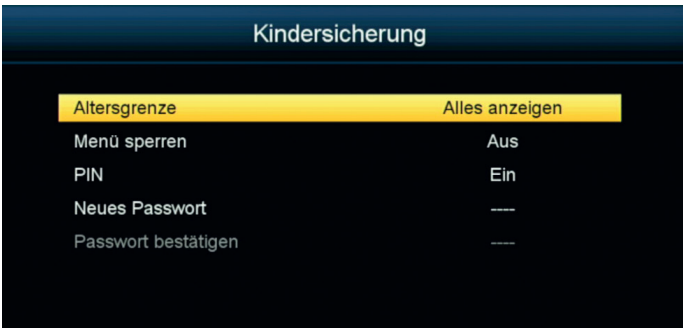 Kindersicherung
Altersgrenze Alles anzeigen
Menü sperren Aus
PIN Ein
Neues Passwort ----
Passwort bestätigen ----